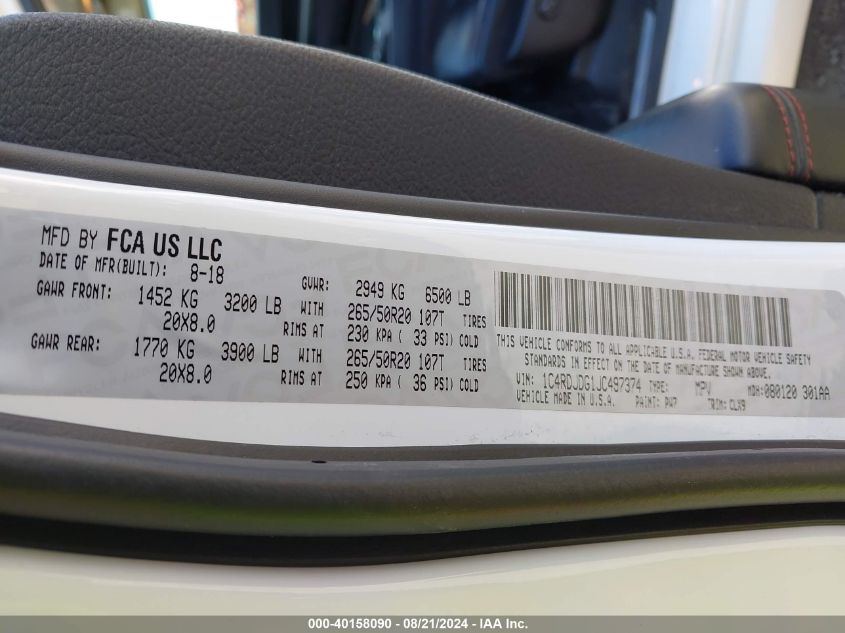 MFD BY FCA US LLC
DATE OF MFR(BUILT): 8-18
GVWR: 2949 KG 6500 LB
GAWR FRONT: 1452 KG 3200 LB WITH 265/50R20 107T TIRES
20X8.0 RIMS AT 230 KPA ( 33 PSI) COLD
GAWR REAR: 1770 KG 3900 LB WITH 265/50R20 107T TIRES
20X8.0 RIMS AT 250 KPA ( 36 PSI) COLD
THIS VEHICLE CONFORMS TO ALL APPLICABLE U.S.A. FEDERAL MOTOR VEHICLE SAFETY
STANDARDS IN EFFECT ON THE DATE OF MANUFACTURE SHOWN ABOVE.
VIN: 1C4RDJDG1JC497374 TYPE: MPV MDH:080120 301AA
VEHICLE MADE IN U.S.A. PAINT: PW7 TRIM: CLX9
000-40158090 - 08/21/2024 - IAA Inc.